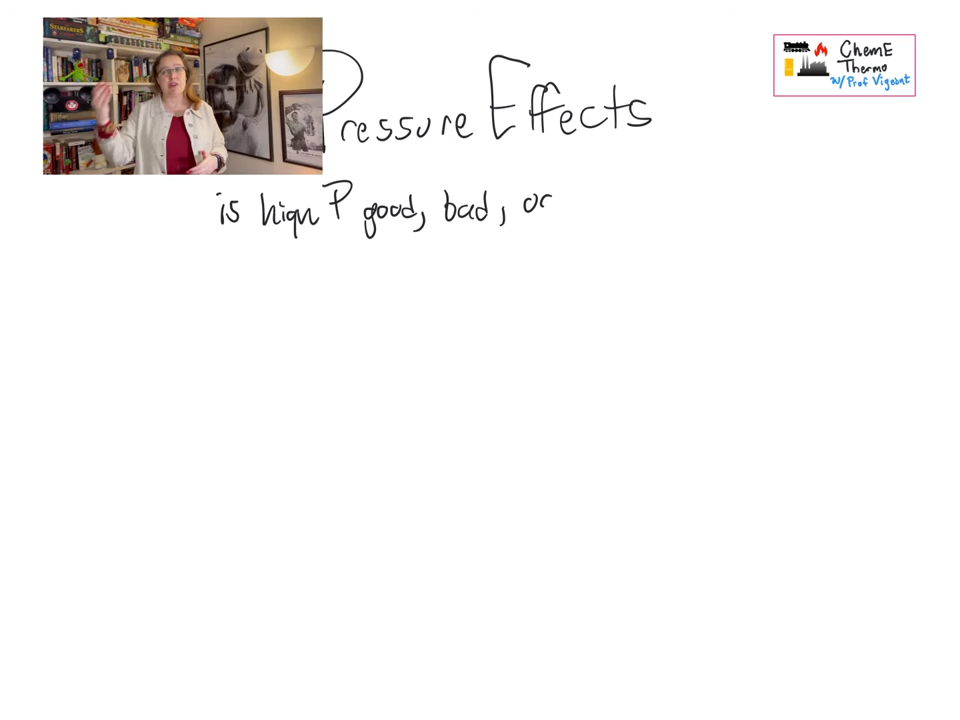 Pressure Effects
ChemE
Thermo
w/ Prof Vigeant
is high P good, bad, or